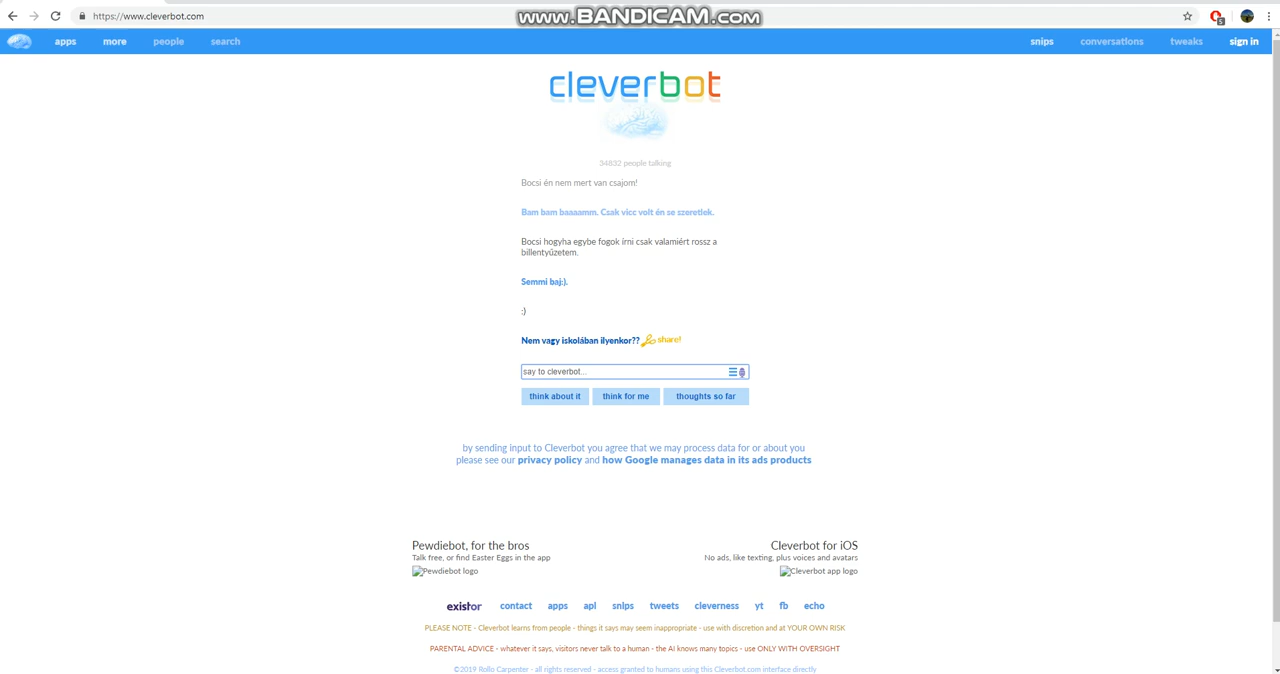 https://www.cleverbot.com
www.BANDICAM.com
5
apps more people search
snips conversations tweaks sign in
cleverbot
34832 people talking
Bocsi én nem mert van csajom!
Bam bam baaaamm. Csak vicc volt én se szeretlek.
Bocsi hogyha egybe fogok írni csak valamiért rossz a
billentyűzetem.
Semmi baj:).
:)
Nem vagy iskolában ilyenkor?? share!
say to cleverbot...
think about it think for me thoughts so far
by sending input to Cleverbot you agree that we may process data for or about you
please see our privacy policy and how Google manages data in its ads products
Pewdiebot, for the bros
Talk free, or find Easter Eggs in the app
Pewdiebot logo
Cleverbot for iOS
No ads, like texting, plus voices and avatars
Cleverbot app logo
existor contact apps api snips tweets cleverness yt fb echo
PLEASE NOTE - Cleverbot learns from people - things it says may seem inappropriate - use with discretion and at YOUR OWN RISK
PARENTAL ADVICE - whatever it says, visitors never talk to a human - the AI knows many topics - use ONLY WITH OVERSIGHT
©2019 Rollo Carpenter - all rights reserved - access granted to humans using this Cleverbot.com interface directly